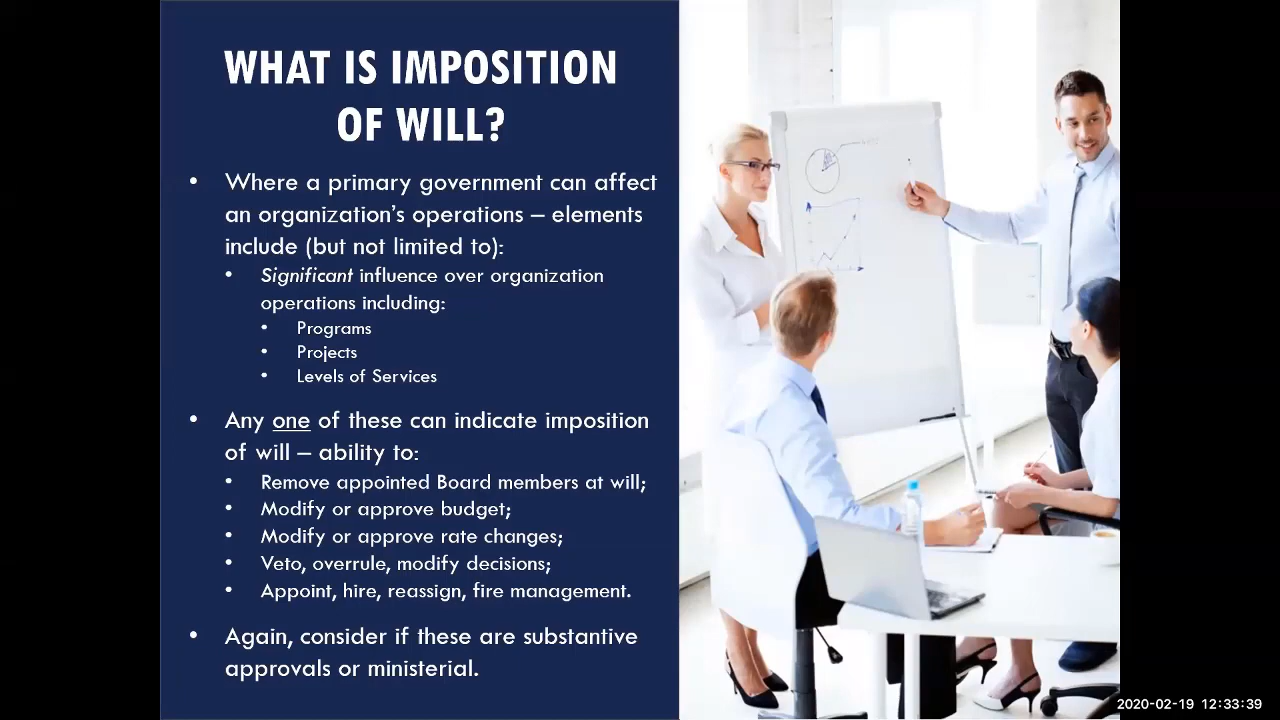 WHAT IS IMPOSITION
OF WILL?
• Where a primary government can affect
an organization's operations – elements
include (but not limited to):
• Significant influence over organization
operations including:
• Programs
• Projects
• Levels of Services
• Any one of these can indicate imposition
of will – ability to:
• Remove appointed Board members at will;
• Modify or approve budget;
• Modify or approve rate changes;
• Veto, overrule, modify decisions;
• Appoint, hire, reassign, fire management.
• Again, consider if these are substantive
approvals or ministerial.
2020-02-19 12:33:39